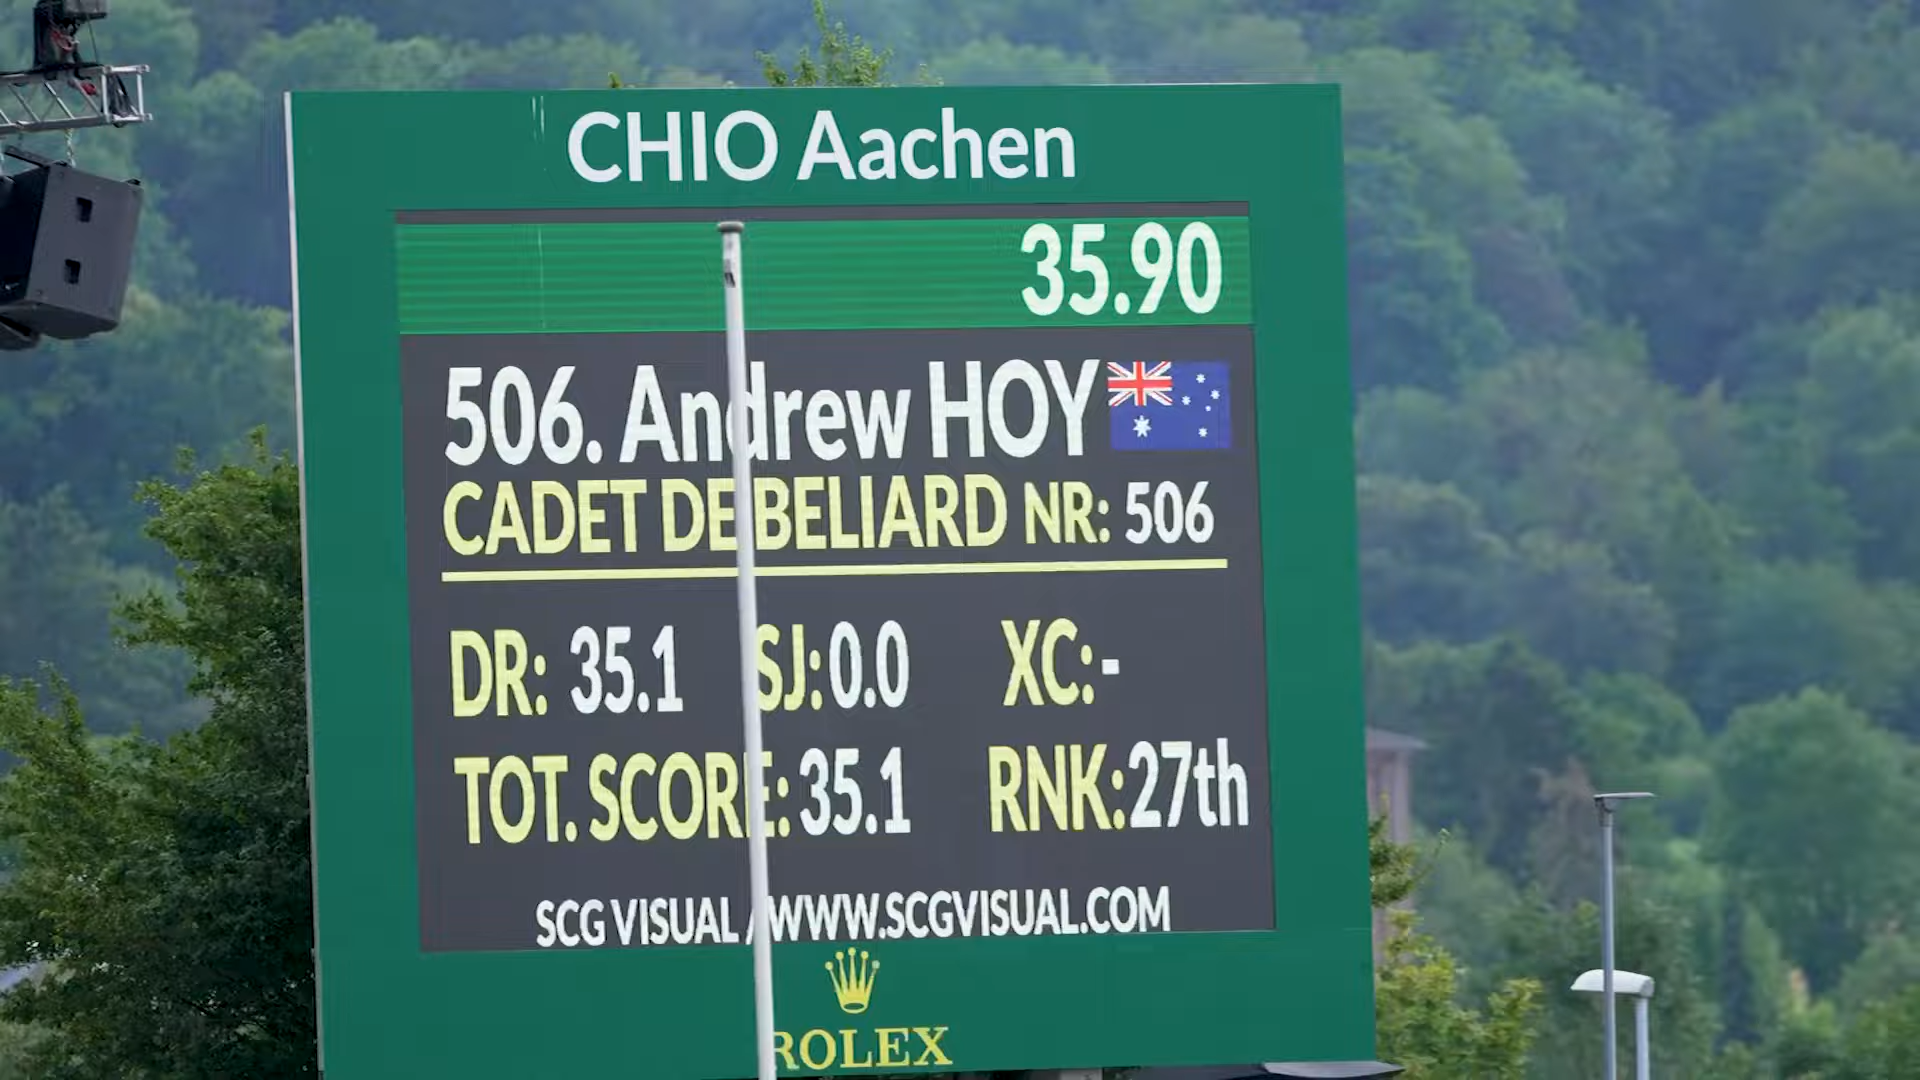 CHIO Aachen
35.90
506. Andrew HOY
CADET DE BELIARD NR: 506
DR: 35.1 SJ: 0.0 XC: -
TOT. SCORE: 35.1 RNK: 27th
SCG VISUAL / WWW.SCGVISUAL.COM
ROLEX